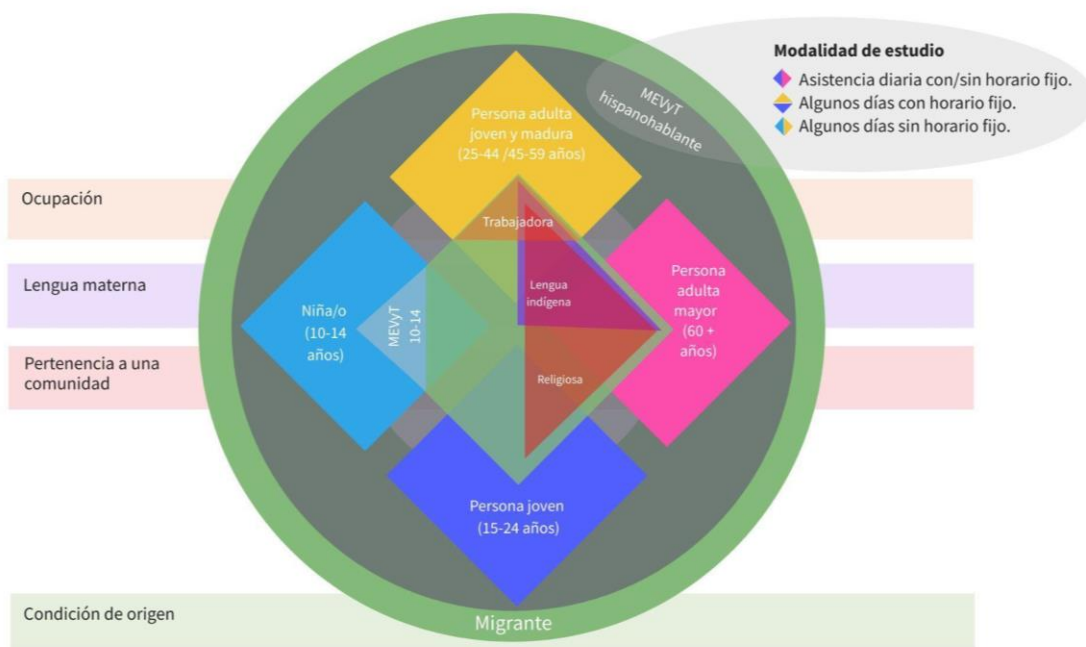 Modalidad de estudio
Asistencia diaria con/sin horario fijo.
Algunos días con horario fijo.
Algunos días sin horario fijo.
MEVyT
hispanohablante
Persona adulta
joven y madura
(25-44 /45-59 años)
Ocupación
Trabajadora
Lengua materna
Lengua
indígena
Persona
adulta
mayor
(60 +
años)
Niña/o
(10-14
años)
MEVyT
10-14
Pertenencia a una
comunidad
Religiosa
Persona joven
(15-24 años)
Condición de origen
Migrante